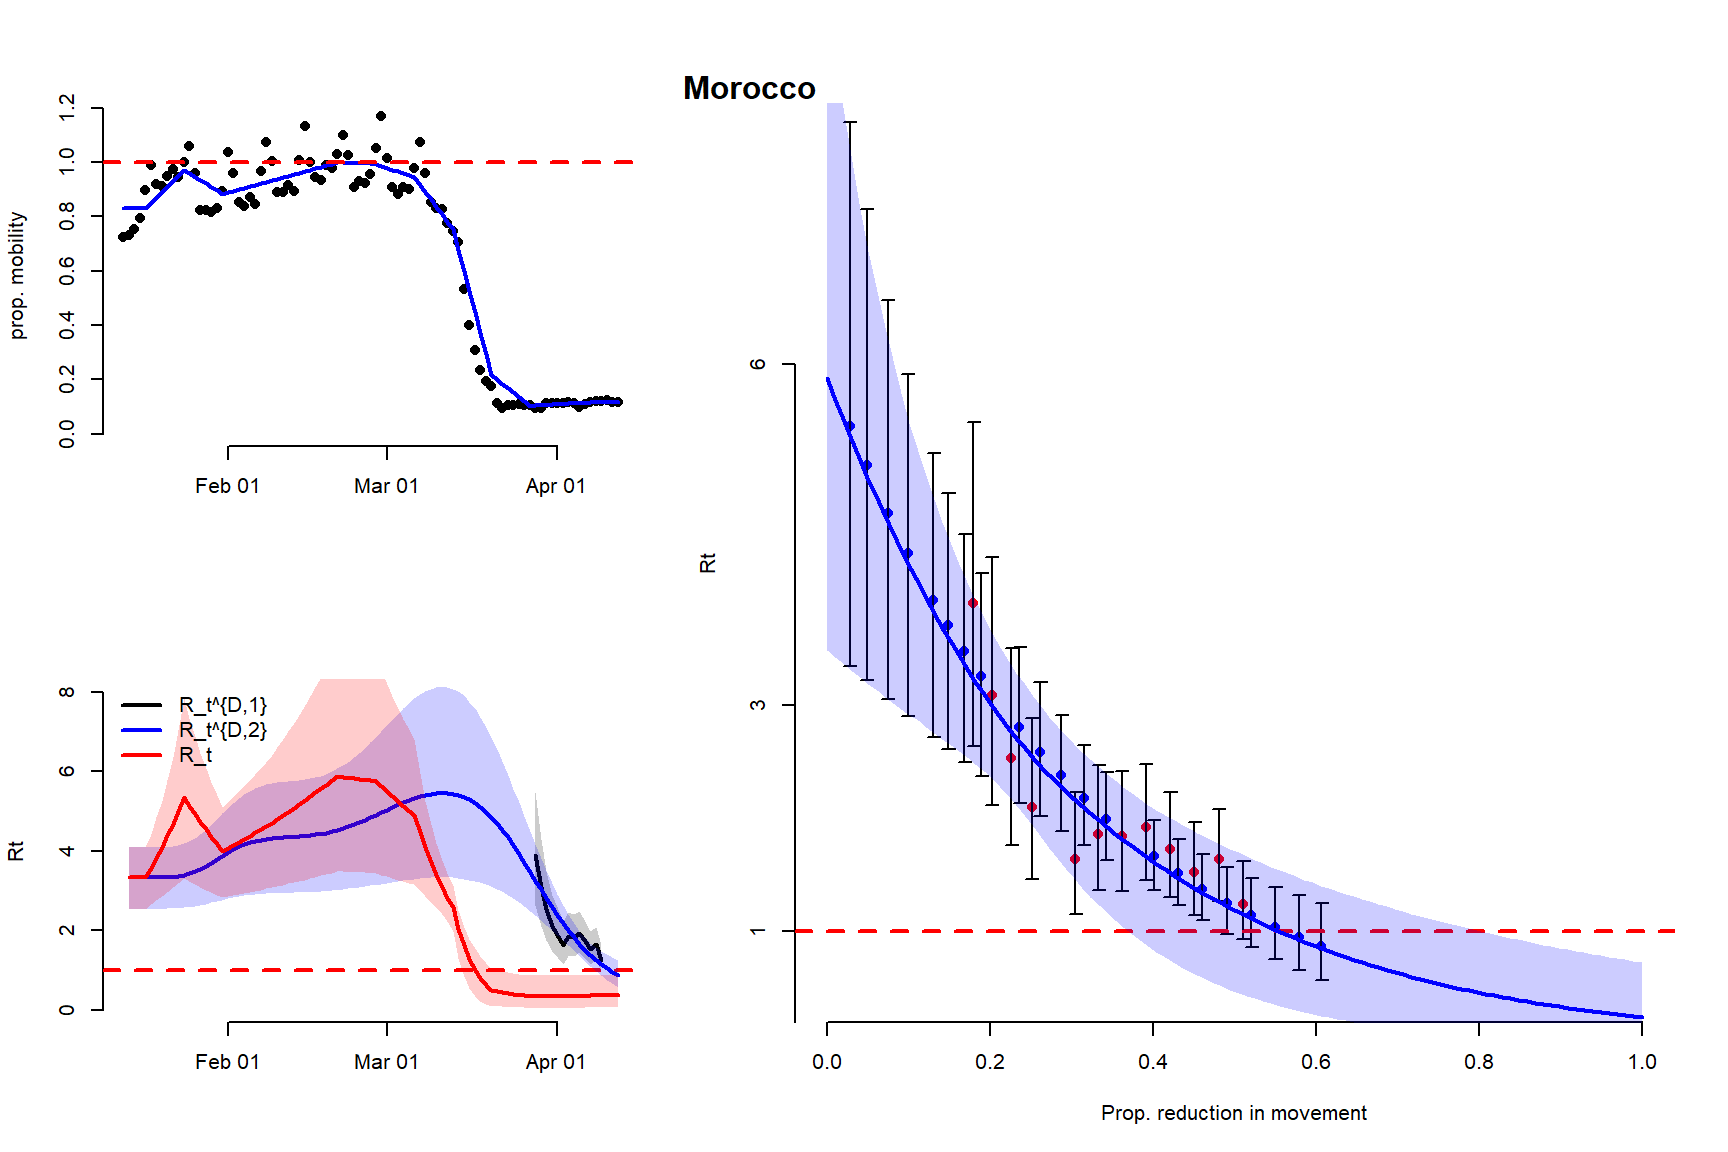 Morocco
prop. mobility
0.0 0.2 0.4 0.6 0.8 1.0 1.2
Feb 01 Mar 01 Apr 01
Rt
0 2 4 6 8
R_t^{D,1}
R_t^{D,2}
R_t
Feb 01 Mar 01 Apr 01
Rt
1 3 6
0.0 0.2 0.4 0.6 0.8 1.0
Prop. reduction in movement